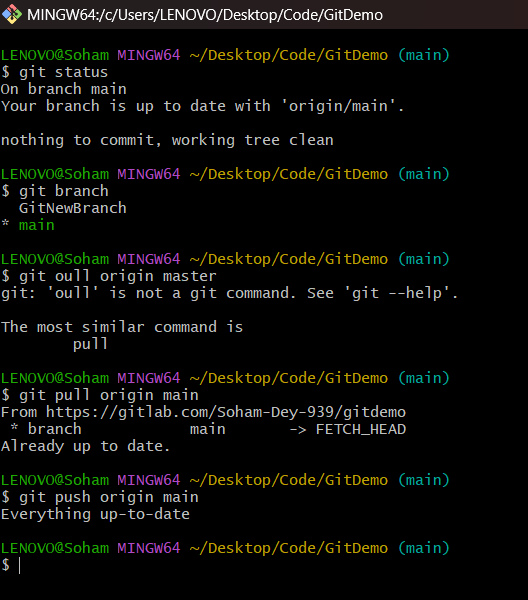 MINGW64:/c/Users/LENOVO/Desktop/Code/GitDemo
LENOVO@Soham MINGW64 ~/Desktop/Code/GitDemo (main)
$ git status
On branch main
Your branch is up to date with 'origin/main'.
nothing to commit, working tree clean
LENOVO@Soham MINGW64 ~/Desktop/Code/GitDemo (main)
$ git branch
  GitNewBranch
* main
LENOVO@Soham MINGW64 ~/Desktop/Code/GitDemo (main)
$ git oull origin master
git: 'oull' is not a git command. See 'git --help'.
The most similar command is
        pull
LENOVO@Soham MINGW64 ~/Desktop/Code/GitDemo (main)
$ git pull origin main
From https://gitlab.com/Soham-Dey-939/gitdemo
 * branch            main       -> FETCH_HEAD
Already up to date.
LENOVO@Soham MINGW64 ~/Desktop/Code/GitDemo (main)
$ git push origin main
Everything up-to-date
LENOVO@Soham MINGW64 ~/Desktop/Code/GitDemo (main)
$